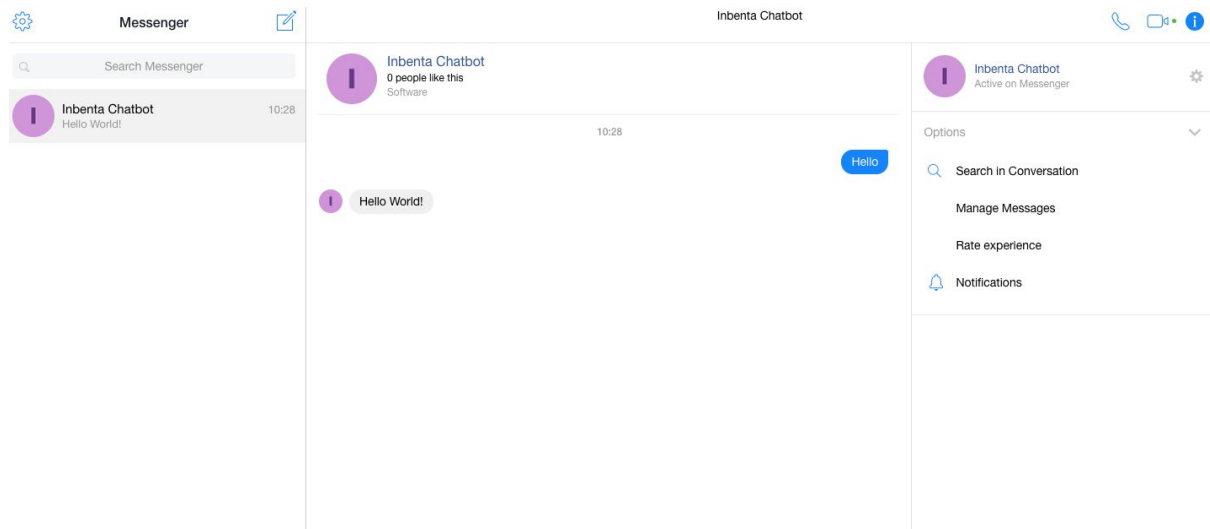 Messenger
Search Messenger
I
Inbenta Chatbot
10:28
Hello World!
Inbenta Chatbot
I
Inbenta Chatbot
0 people like this
Software
10:28
Hello
I
Hello World!
i
I
Inbenta Chatbot
Active on Messenger
Options
Search in Conversation
Manage Messages
Rate experience
Notifications